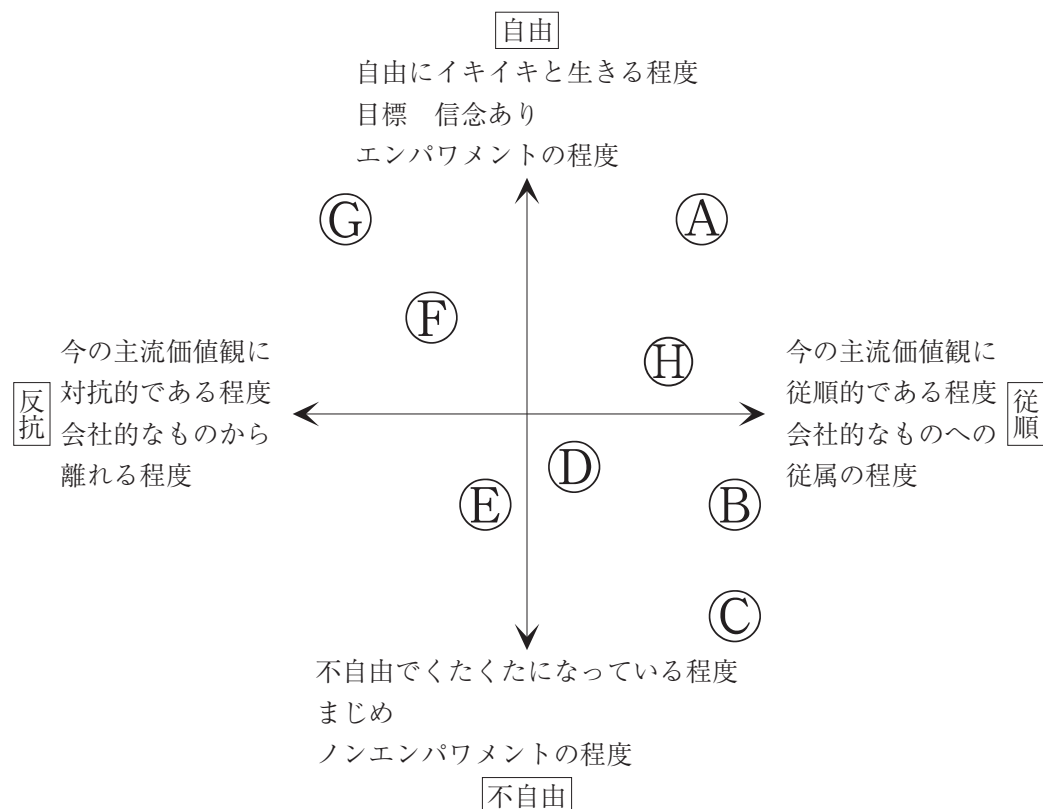 自由
自由にイキイキと生きる程度
目標　信念あり
エンパワメントの程度
G
A
F
H
反抗
今の主流価値観に
対抗的である程度
会社的なものから
離れる程度
今の主流価値観に
従順的である程度
会社的なものへの
従属の程度
従順
D
E
B
C
不自由でくたくたになっている程度
まじめ
ノンエンパワメントの程度
不自由